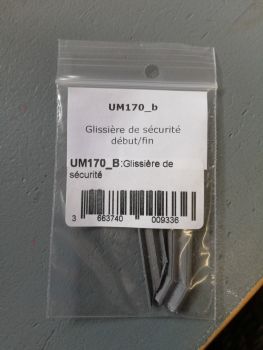 UM170_b
Glissière de sécurité
début/fin
UM170_B:Glissière de
sécurité
3 663740 009336